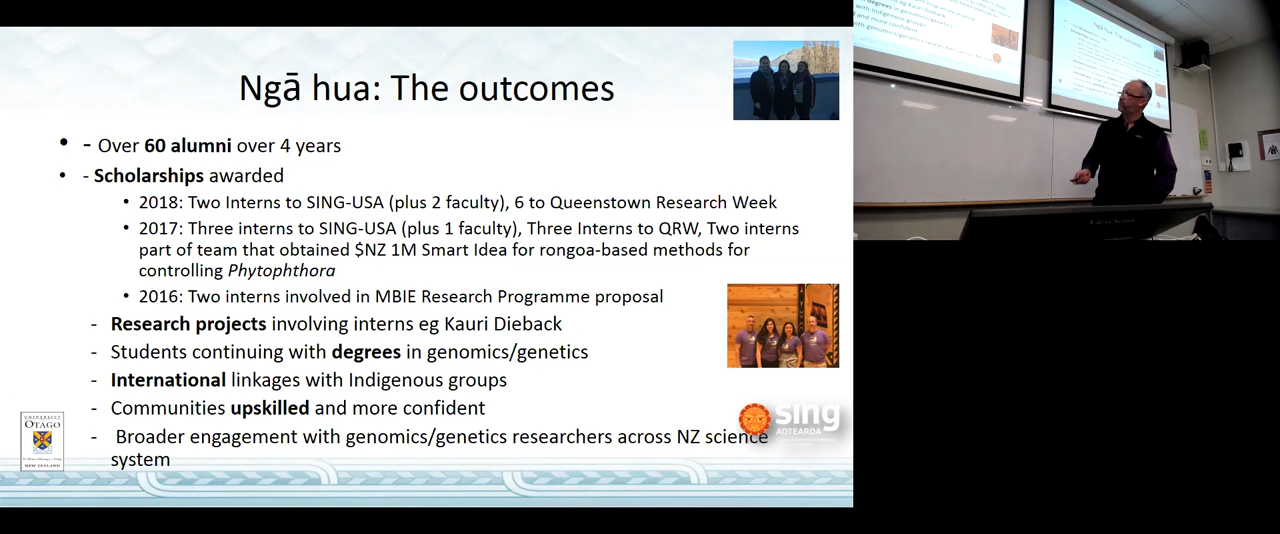 Ngā hua: The outcomes
• - Over 60 alumni over 4 years
• - Scholarships awarded
• 2018: Two Interns to SING-USA (plus 2 faculty), 6 to Queenstown Research Week
• 2017: Three interns to SING-USA (plus 1 faculty), Three Interns to QRW, Two interns
part of team that obtained $NZ 1M Smart Idea for rongoa-based methods for
controlling Phytophthora
• 2016: Two interns involved in MBIE Research Programme proposal
- Research projects involving interns eg Kauri Dieback
- Students continuing with degrees in genomics/genetics
- International linkages with Indigenous groups
- Communities upskilled and more confident
- Broader engagement with genomics/genetics researchers across NZ science
system
UNIVERSITY
OTAGO
NEW ZEALAND
sing
AOTEAROA